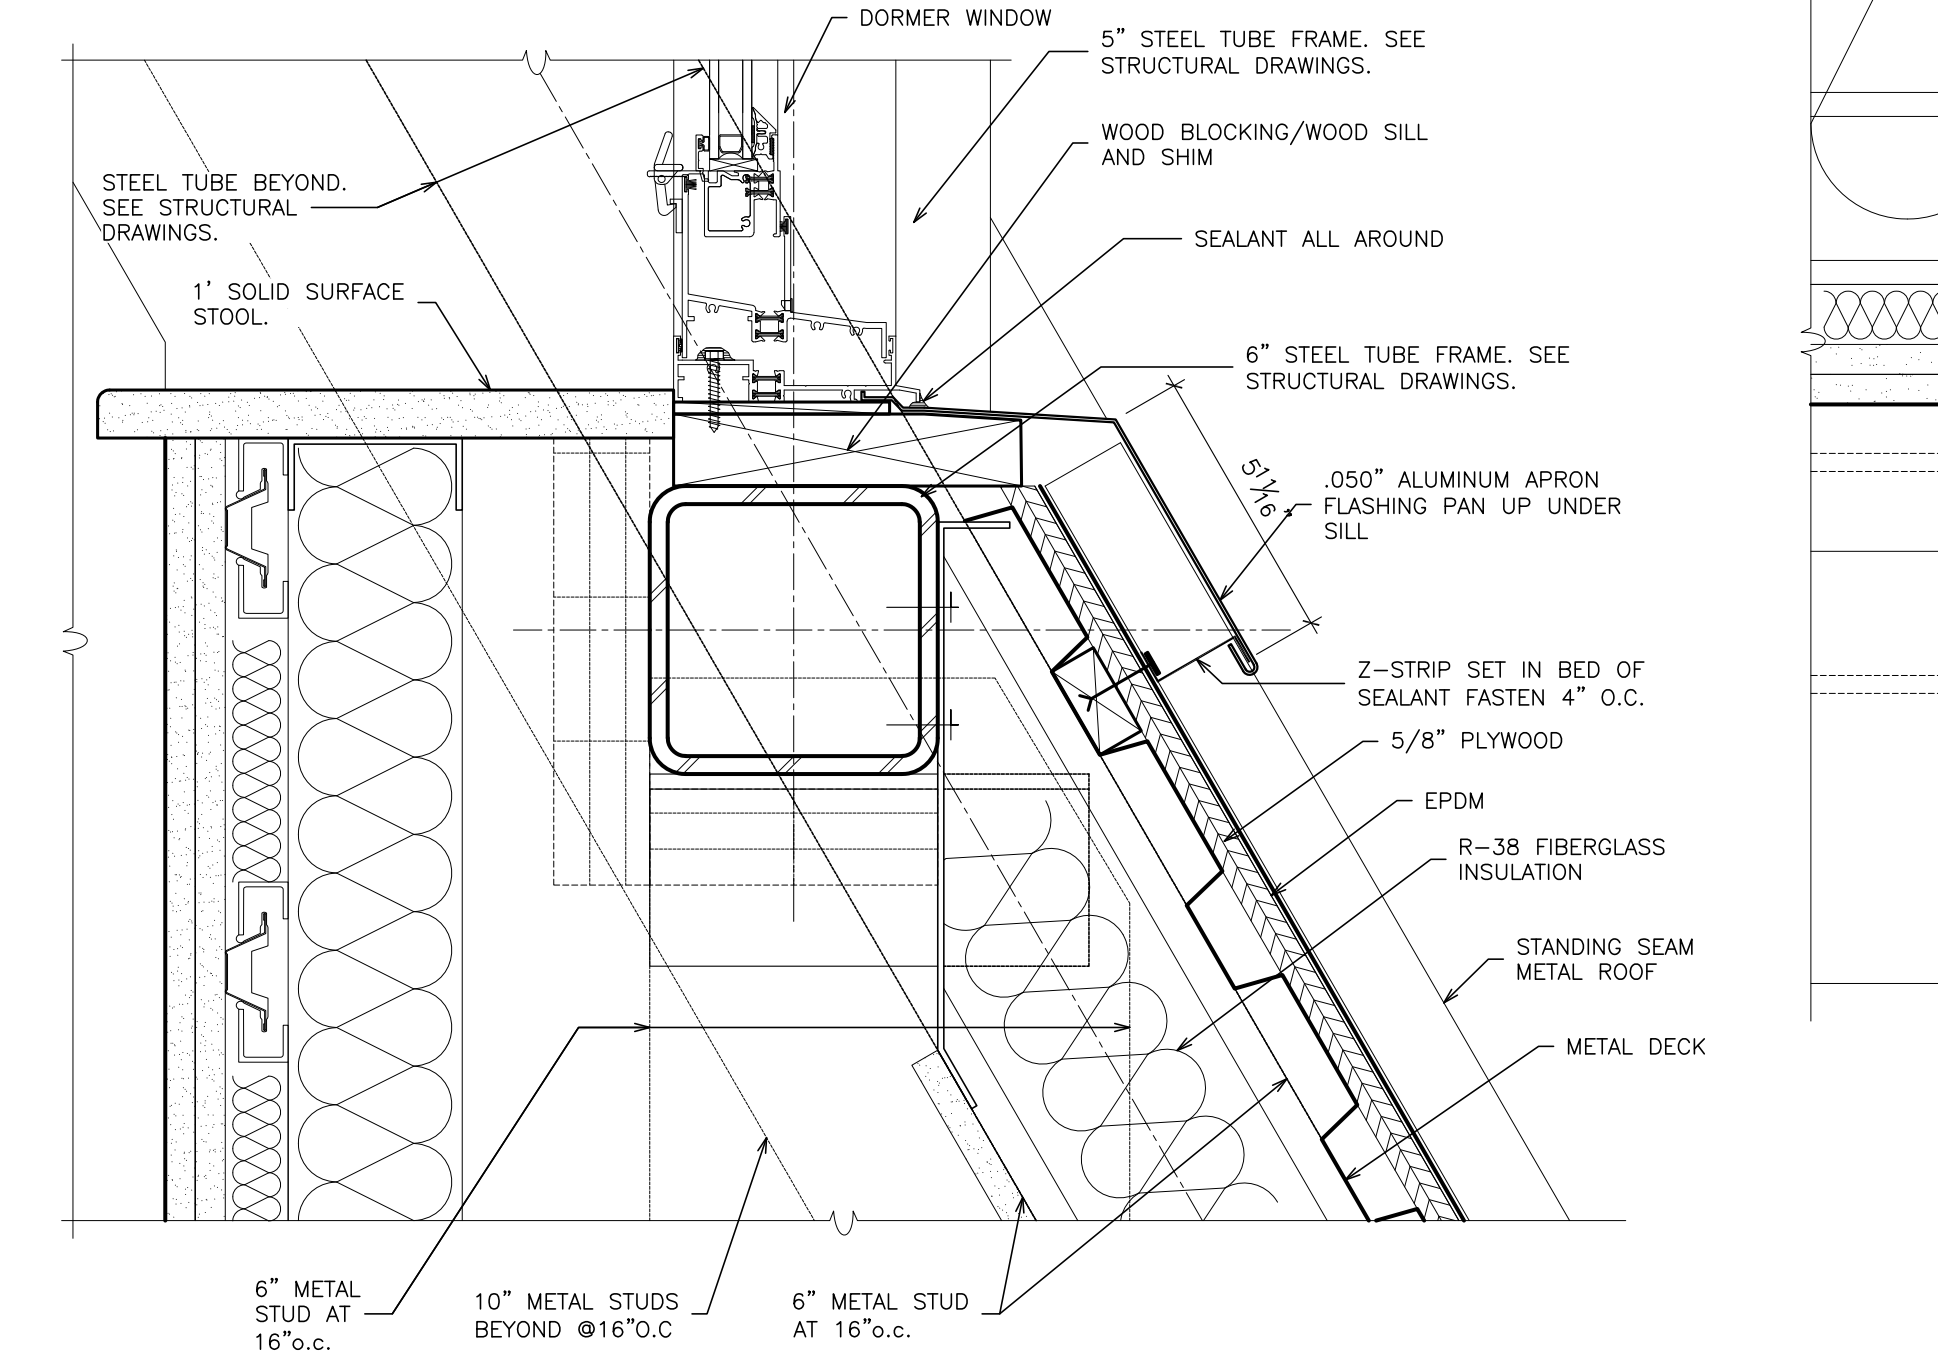 DORMER WINDOW
5” STEEL TUBE FRAME. SEE
STRUCTURAL DRAWINGS.
WOOD BLOCKING/WOOD SILL
AND SHIM
STEEL TUBE BEYOND.
SEE STRUCTURAL
DRAWINGS.
SEALANT ALL AROUND
1’ SOLID SURFACE
STOOL.
6” STEEL TUBE FRAME. SEE
STRUCTURAL DRAWINGS.
5 11/16”
.050” ALUMINUM APRON
FLASHING PAN UP UNDER
SILL
Z-STRIP SET IN BED OF
SEALANT FASTEN 4” O.C.
5/8” PLYWOOD
EPDM
R-38 FIBERGLASS
INSULATION
STANDING SEAM
METAL ROOF
METAL DECK
6” METAL
STUD AT
16”o.c.
10” METAL STUDS
BEYOND @16”O.C
6” METAL STUD
AT 16”o.c.